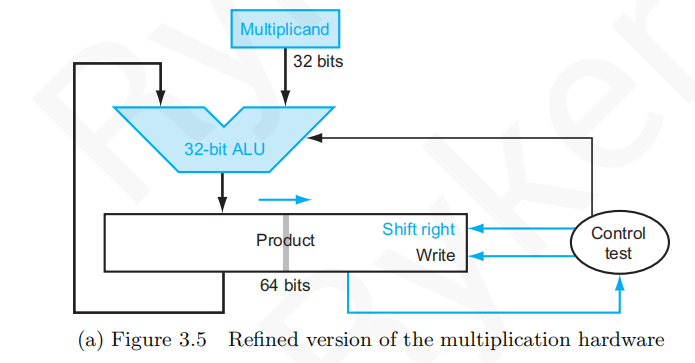 Multiplicand
32 bits
32-bit ALU
Product
Shift right
Write
Control
test
64 bits
(a) Figure 3.5 Refined version of the multiplication hardware
Ryker